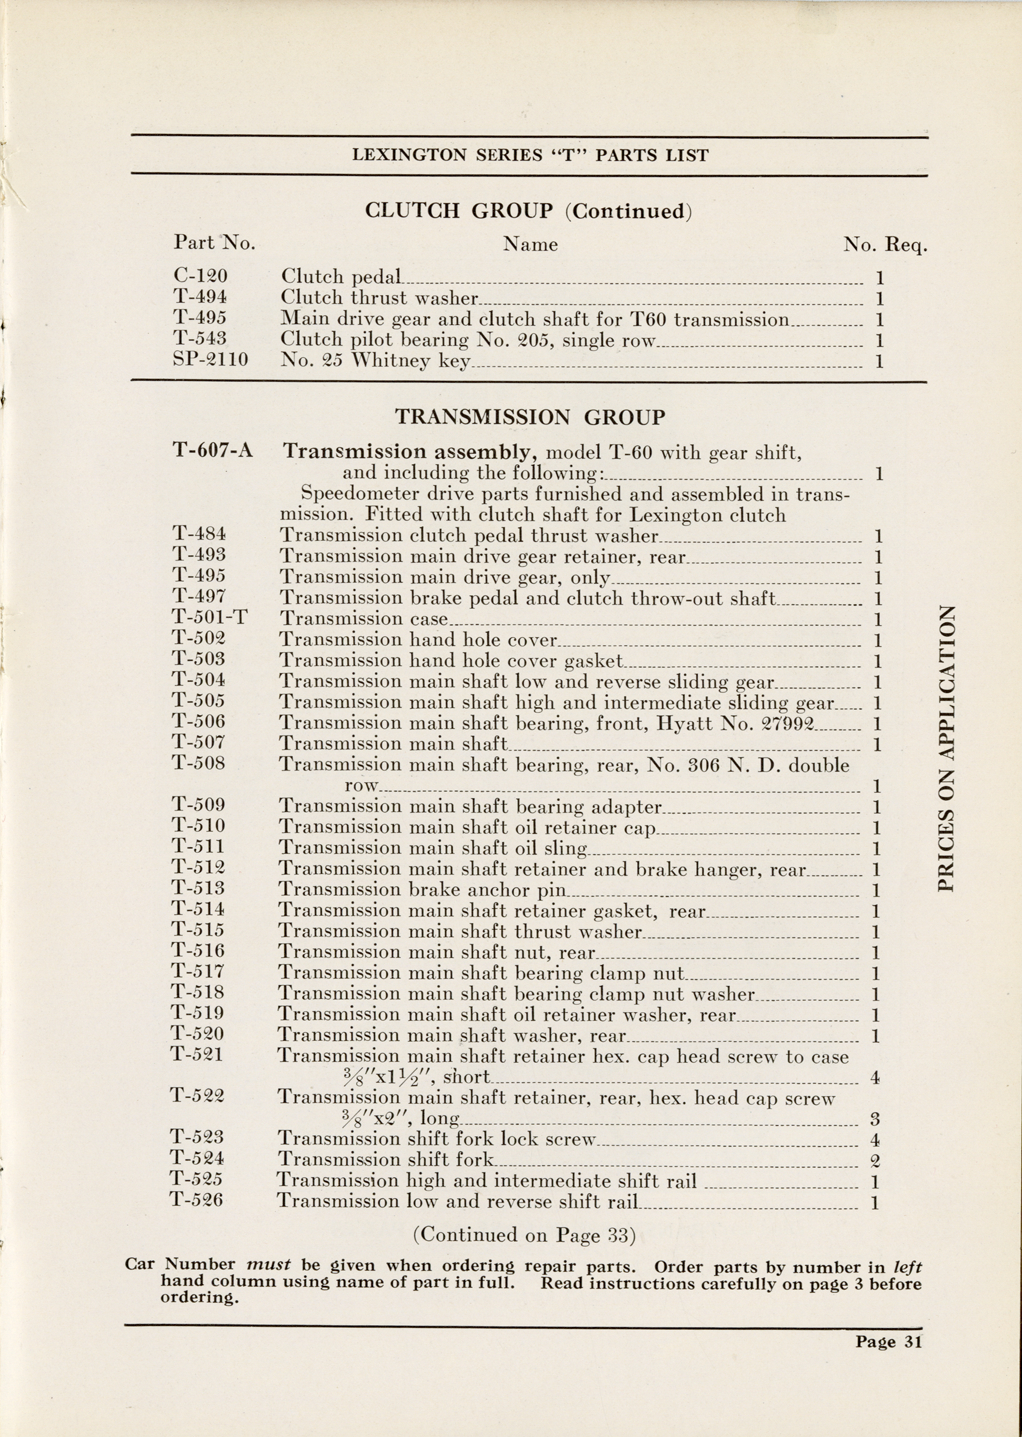 LEXINGTON SERIES "T" PARTS LIST
CLUTCH GROUP (Continued)
Part No. Name No. Req.
C-120 Clutch pedal 1
T-494 Clutch thrust washer 1
T-495 Main drive gear and clutch shaft for T60 transmission 1
T-543 Clutch pilot bearing No. 205, single row 1
SP-2110 No. 25 Whitney key 1
TRANSMISSION GROUP
T-607-A Transmission assembly, model T-60 with gear shift,
and including the following: 1
Speedometer drive parts furnished and assembled in trans-
mission. Fitted with clutch shaft for Lexington clutch
T-484 Transmission clutch pedal thrust washer 1
T-493 Transmission main drive gear retainer, rear 1
T-495 Transmission main drive gear, only 1
T-497 Transmission brake pedal and clutch throw-out shaft 1
T-501-T Transmission case 1
T-502 Transmission hand hole cover 1
T-503 Transmission hand hole cover gasket 1
T-504 Transmission main shaft low and reverse sliding gear 1
T-505 Transmission main shaft high and intermediate sliding gear 1
T-506 Transmission main shaft bearing, front, Hyatt No. 27992 1
T-507 Transmission main shaft 1
T-508 Transmission main shaft bearing, rear, No. 306 N. D. double
row 1
T-509 Transmission main shaft bearing adapter 1
T-510 Transmission main shaft oil retainer cap 1
T-511 Transmission main shaft oil sling 1
T-512 Transmission main shaft retainer and brake hanger, rear 1
T-513 Transmission brake anchor pin 1
T-514 Transmission main shaft retainer gasket, rear 1
T-515 Transmission main shaft thrust washer 1
T-516 Transmission main shaft nut, rear 1
T-517 Transmission main shaft bearing clamp nut 1
T-518 Transmission main shaft bearing clamp nut washer 1
T-519 Transmission main shaft oil retainer washer, rear 1
T-520 Transmission main shaft washer, rear 1
T-521 Transmission main shaft retainer hex. cap head screw to case
⅜"x1½", short 4
T-522 Transmission main shaft retainer, rear, hex. head cap screw
⅜"x2", long 3
T-523 Transmission shift fork lock screw 4
T-524 Transmission shift fork 2
T-525 Transmission high and intermediate shift rail 1
T-526 Transmission low and reverse shift rail 1
(Continued on Page 33)
Car Number must be given when ordering repair parts. Order parts by number in left
hand column using name of part in full. Read instructions carefully on page 3 before
ordering.
Page 31
PRICES ON APPLICATION